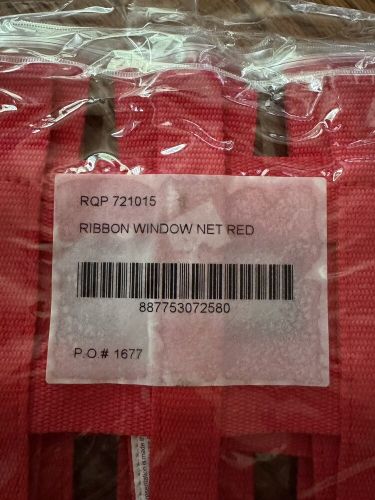 RQP 721015
RIBBON WINDOW NET RED
887753072580
P.O.# 1677